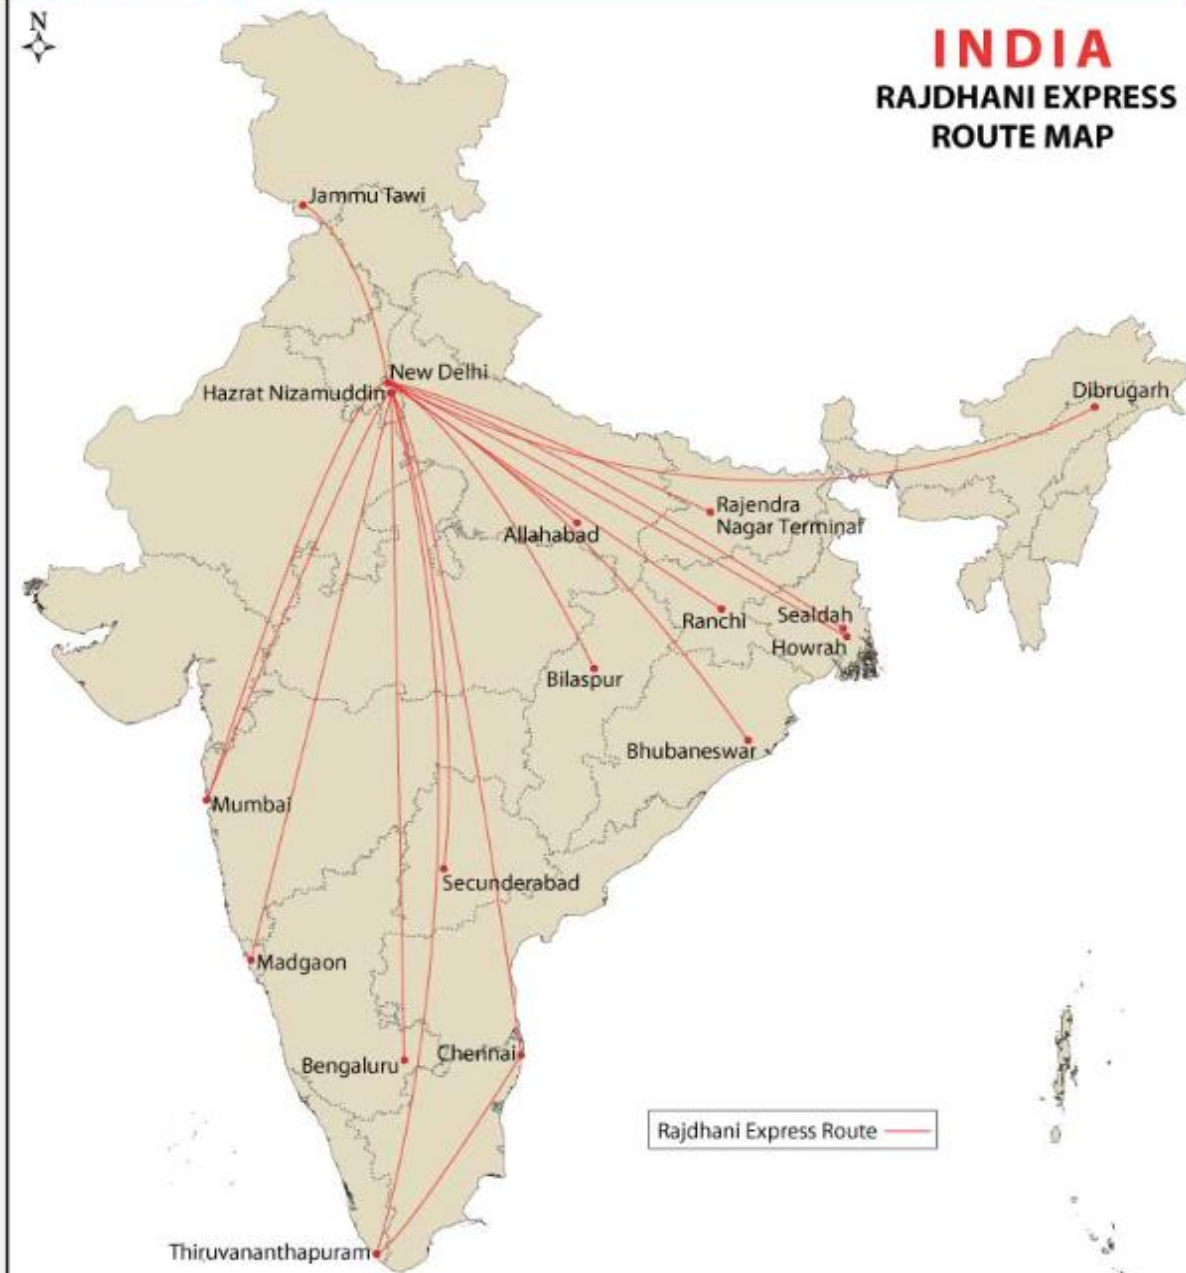 N
INDIA
RAJDHANI EXPRESS
ROUTE MAP
Jammu Tawi
New Delhi
Hazrat Nizamuddin
Dibrugarh
Rajendra
Nagar Terminal
Allahabad
Ranchi
Sealdah
Howrah
Bilaspur
Bhubaneswar
Mumbai
Secunderabad
Madgaon
Bengaluru
Chennai
Rajdhani Express Route
Thiruvananthapuram